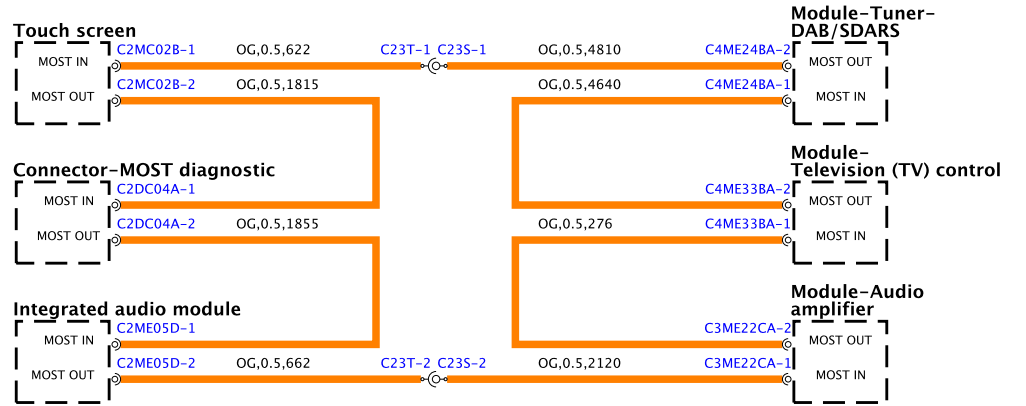 Touch screen
C2MC02B-1 OG,0.5,622 C23T-1 C23S-1 OG,0.5,4810 C4ME24BA-2
MOST IN
C2MC02B-2 OG,0.5,1815
MOST OUT
Module-Tuner-
DAB/SDARS
MOST OUT
OG,0.5,4640 C4ME24BA-1
MOST IN
Connector-MOST diagnostic
C2DC04A-1
MOST IN
C2DC04A-2 OG,0.5,1855
MOST OUT
Module-
Television (TV) control
C4ME33BA-2
MOST OUT
OG,0.5,276 C4ME33BA-1
MOST IN
Integrated audio module
C2ME05D-1
MOST IN
C2ME05D-2 OG,0.5,662 C23T-2 C23S-2 OG,0.5,2120 C3ME22CA-1
MOST OUT
Module-Audio
amplifier
C3ME22CA-2
MOST OUT
MOST IN